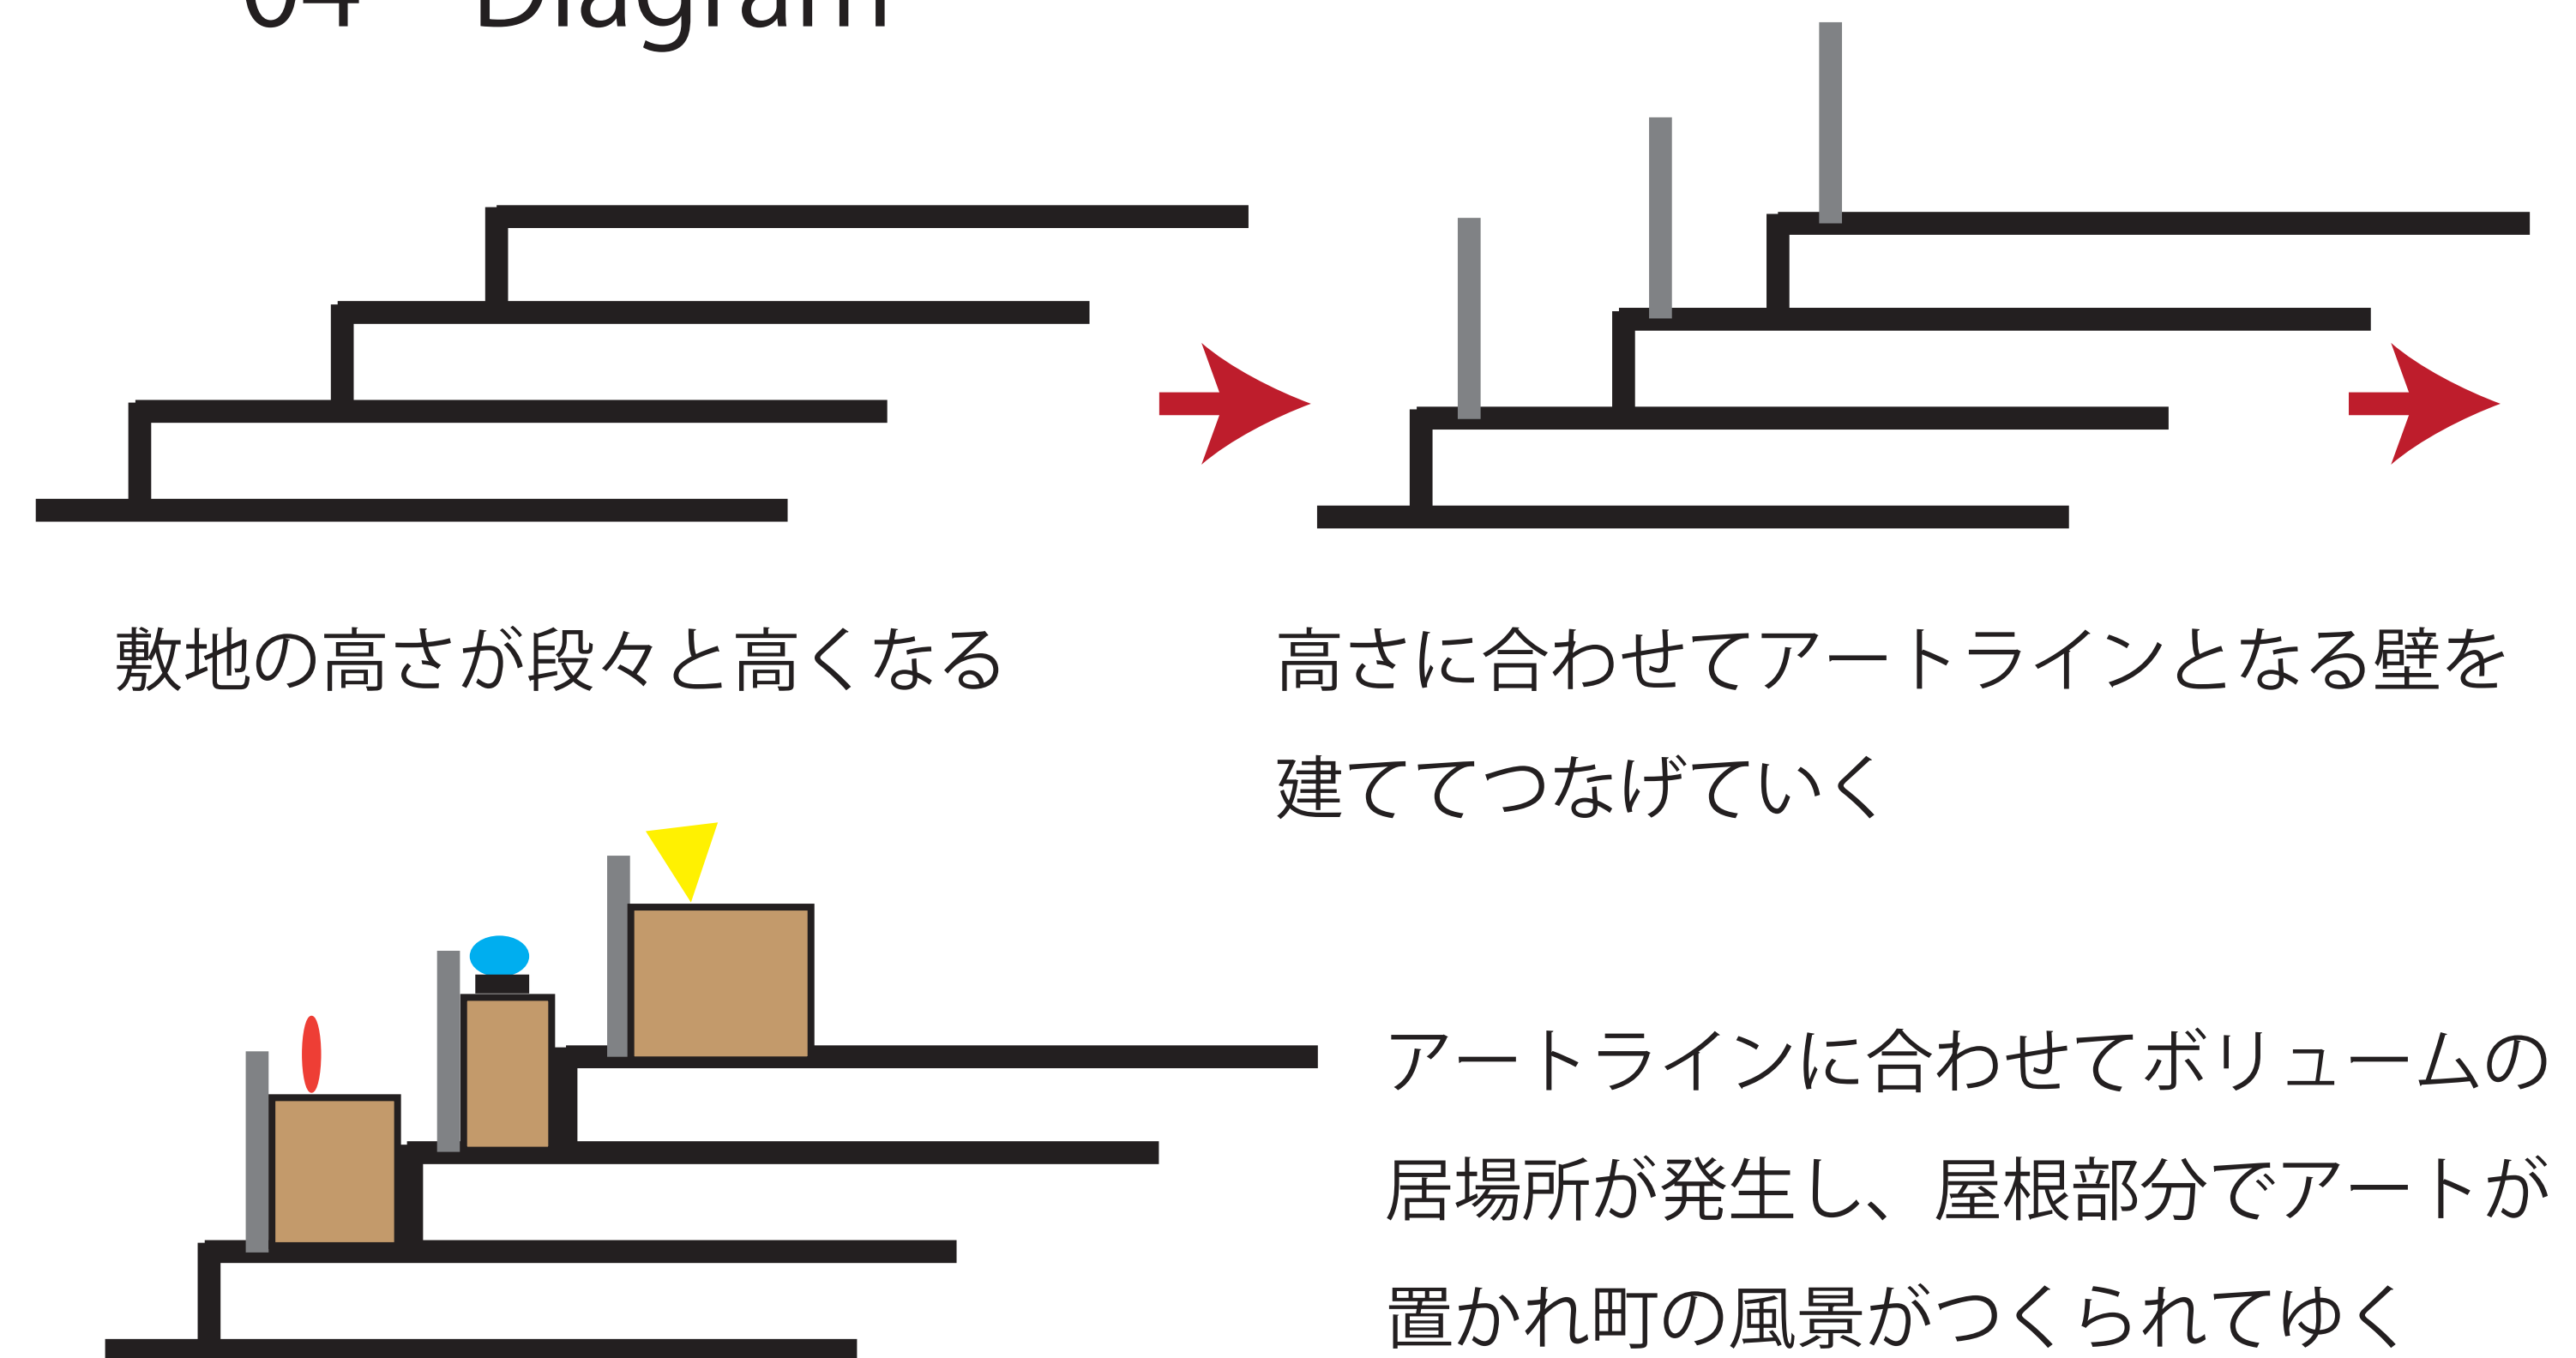 04 Diagram
敷地の高さが段々と高くなる
高さに合わせてアートラインとなる壁を
建ててつなげていく
アートラインに合わせてボリュームの
居場所が発生し、屋根部分でアートが
置かれ町の風景がつくられてゆく